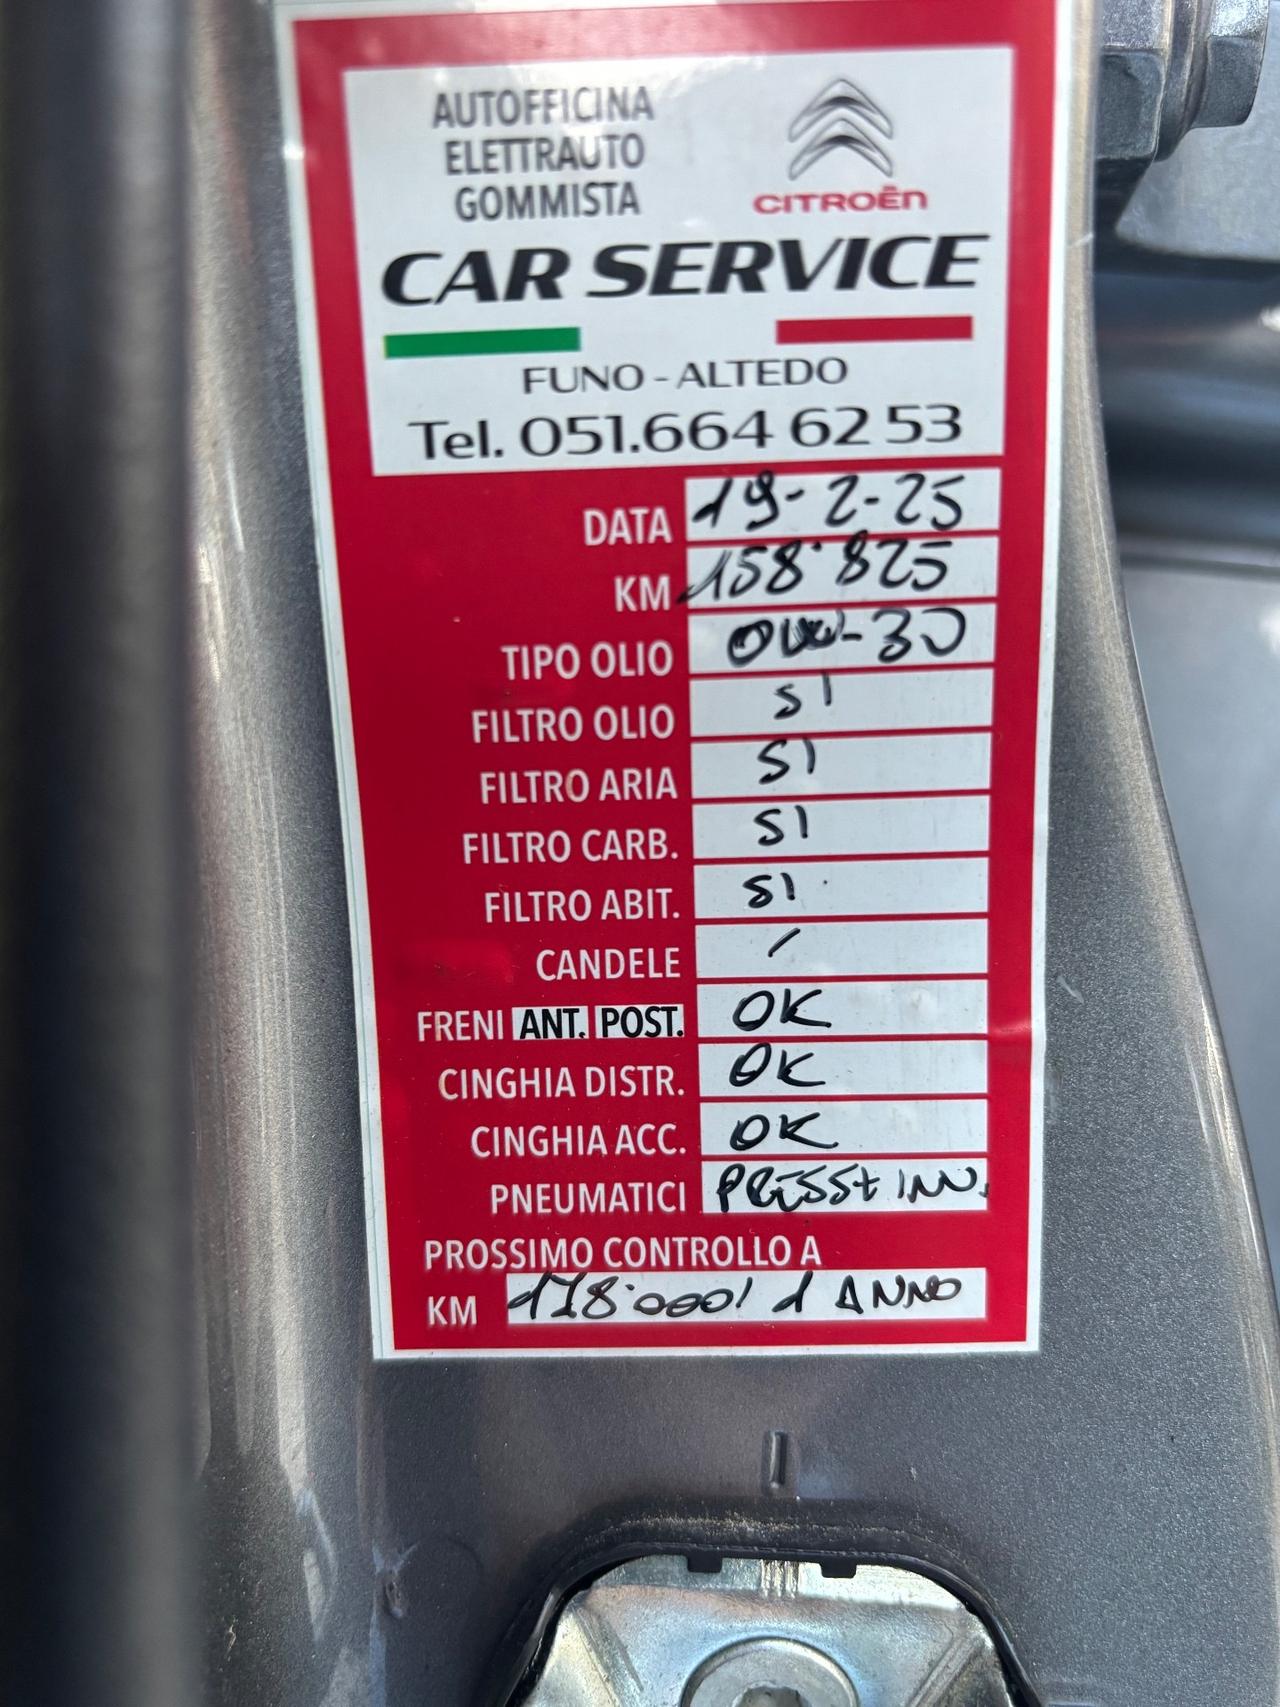 AUTOFFICINA
ELETTRAUTO
GOMMISTA
CITROËN
CAR SERVICE
FUNO - ALTEDO
Tel. 051.664 62 53
DATA 19-2-25
KM 158.825
TIPO OLIO 0W-30
FILTRO OLIO SI
FILTRO ARIA SI
FILTRO CARB. SI
FILTRO ABIT. SI
CANDELE /
FRENI ANT. POST. OK
CINGHIA DISTR. OK
CINGHIA ACC. OK
PNEUMATICI PRESS+INV.
PROSSIMO CONTROLLO A
KM 178.000/ 1 ANNO